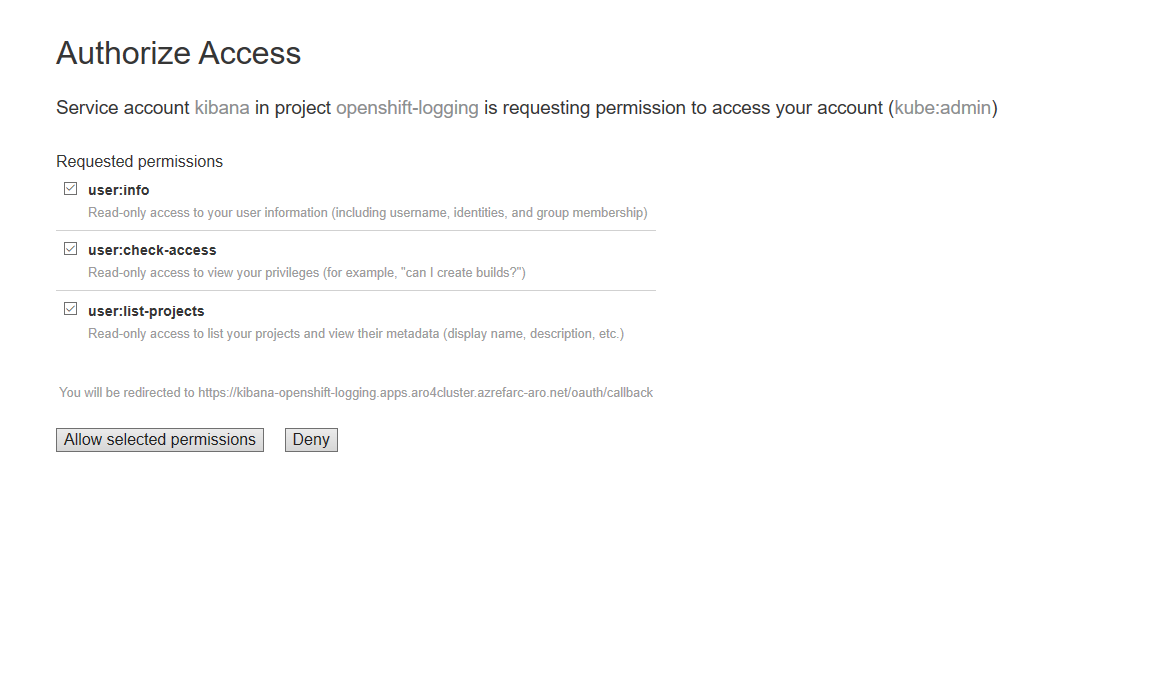 Authorize Access
Service account kibana in project openshift-logging is requesting permission to access your account (kube:admin)
Requested permissions
user:info
Read-only access to your user information (including username, identities, and group membership)
user:check-access
Read-only access to view your privileges (for example, "can I create builds?")
user:list-projects
Read-only access to list your projects and view their metadata (display name, description, etc.)
You will be redirected to https://kibana-openshift-logging.apps.aro4cluster.azrefarc-aro.net/oauth/callback
Allow selected permissions Deny